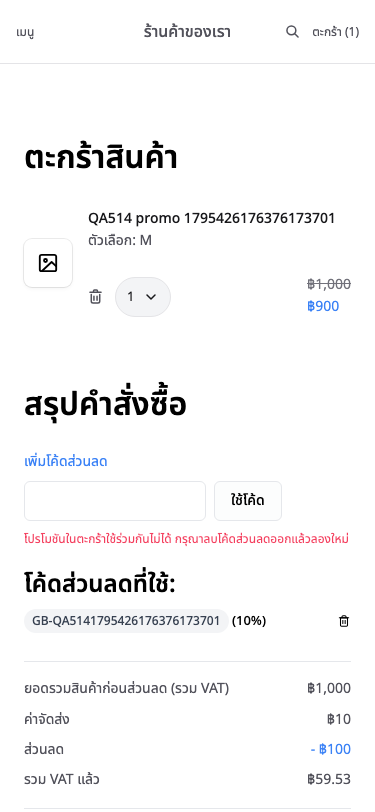 เมนู
ร้านค้าของเรา
ตะกร้า (1)
ตะกร้าสินค้า
QA514 promo 1795426176376173701
ตัวเลือก: M
1
฿1,000
฿900
สรุปคำสั่งซื้อ
เพิ่มโค้ดส่วนลด
ใช้โค้ด
โปรโมชันในตะกร้าใช้ร่วมกันไม่ได้ กรุณาลบโค้ดส่วนลดออกแล้วลองใหม่
โค้ดส่วนลดที่ใช้:
GB-QA5141795426176376173701 (10%)
ยอดรวมสินค้าก่อนส่วนลด (รวม VAT) ฿1,000
ค่าจัดส่ง ฿10
ส่วนลด - ฿100
รวม VAT แล้ว ฿59.53